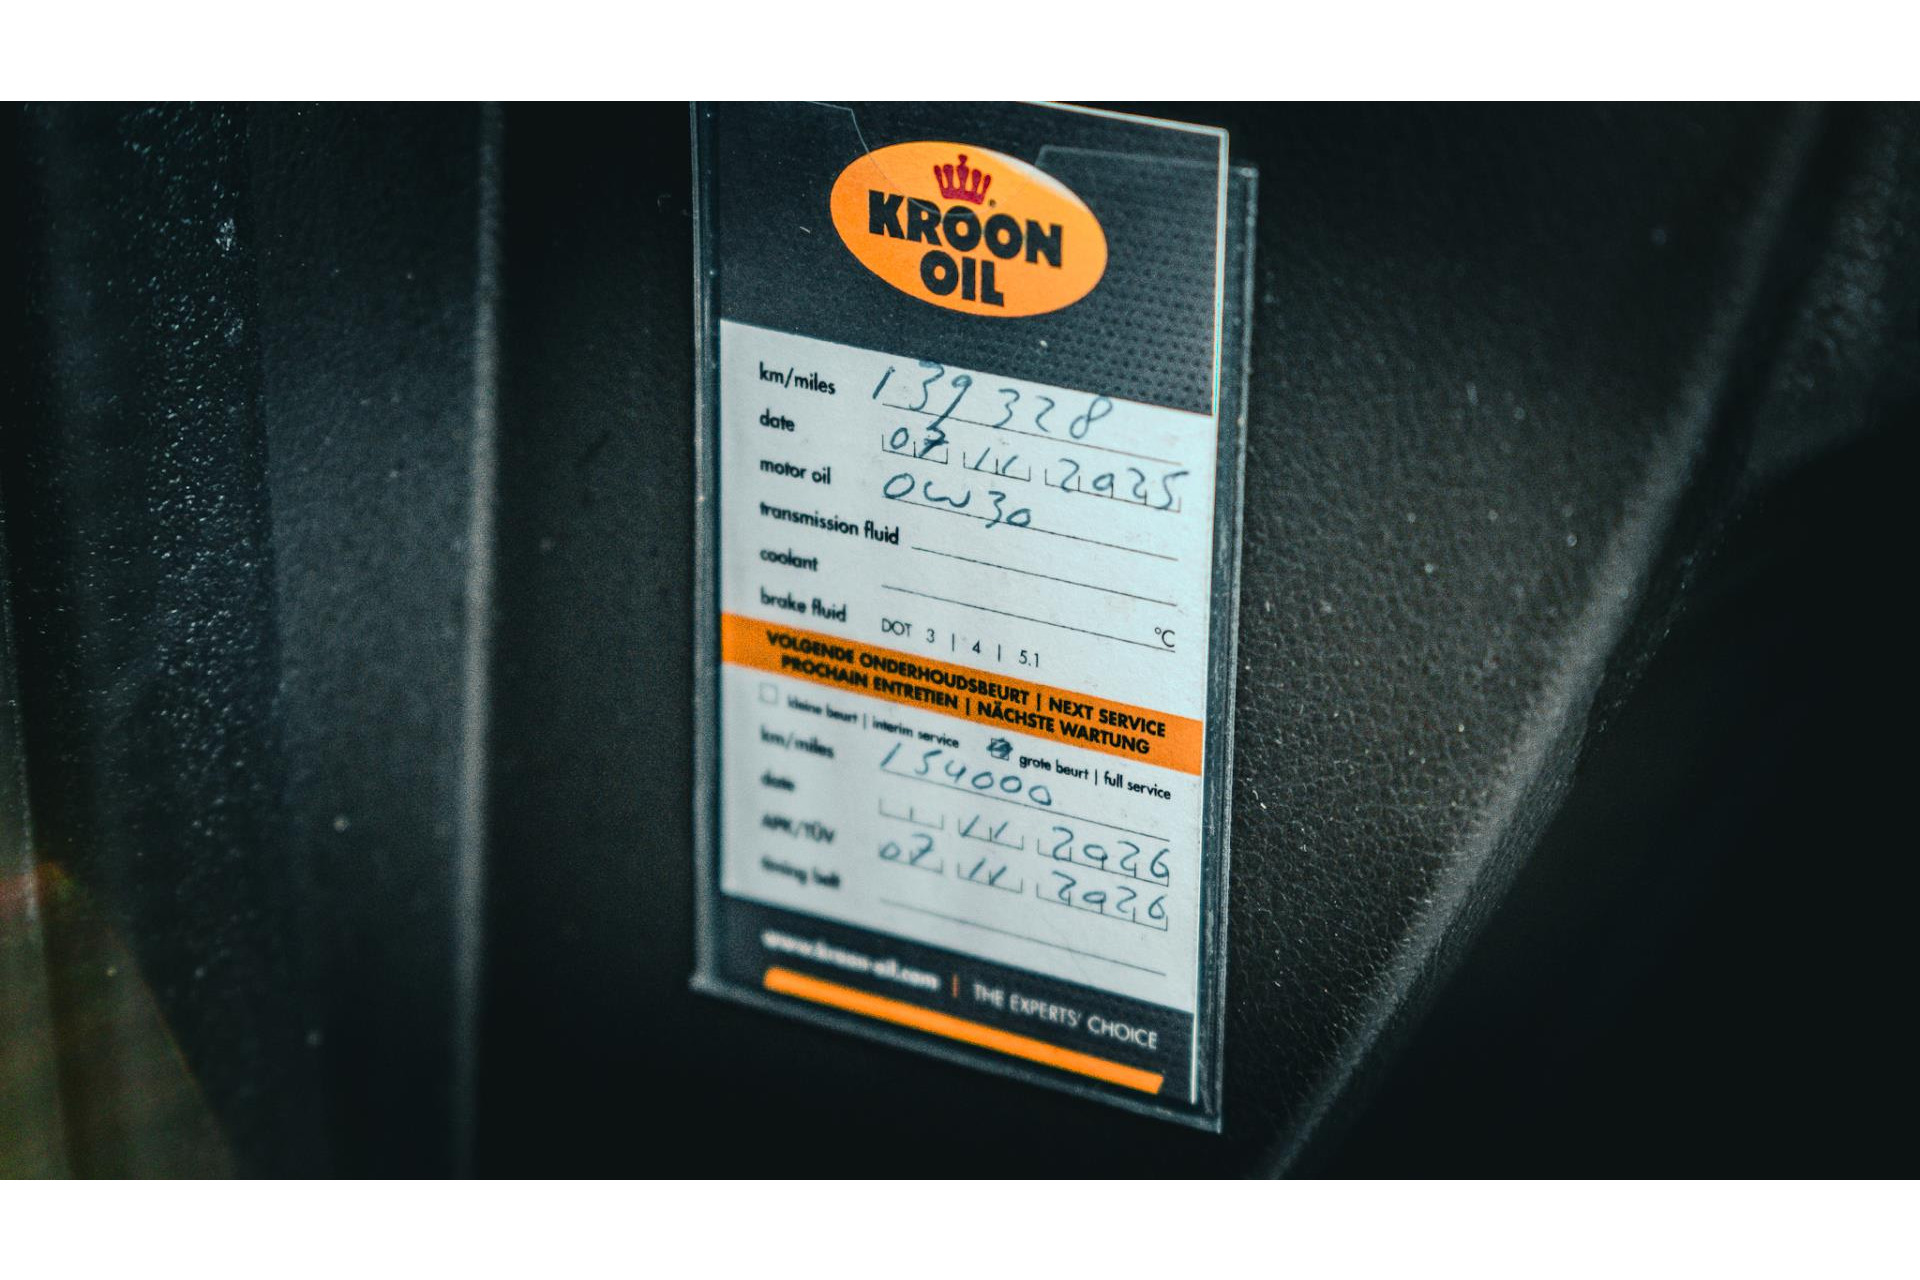 KROON
OIL
km/miles 139 328
date 07 11 2025
motor oil 0W30
transmission fluid
coolant °C
brake fluid DOT 3 | 4 | 5.1
VOLGENDE ONDERHOUDSBEURT | NEXT SERVICE
PROCHAIN ENTRETIEN | NÄCHSTE WARTUNG
kleine beurt | interim service grote beurt | full service
km/miles 154000
date 11 2026
APK/TÜV 07 11 2026
timing belt
www.kroon-oil.com | THE EXPERTS' CHOICE